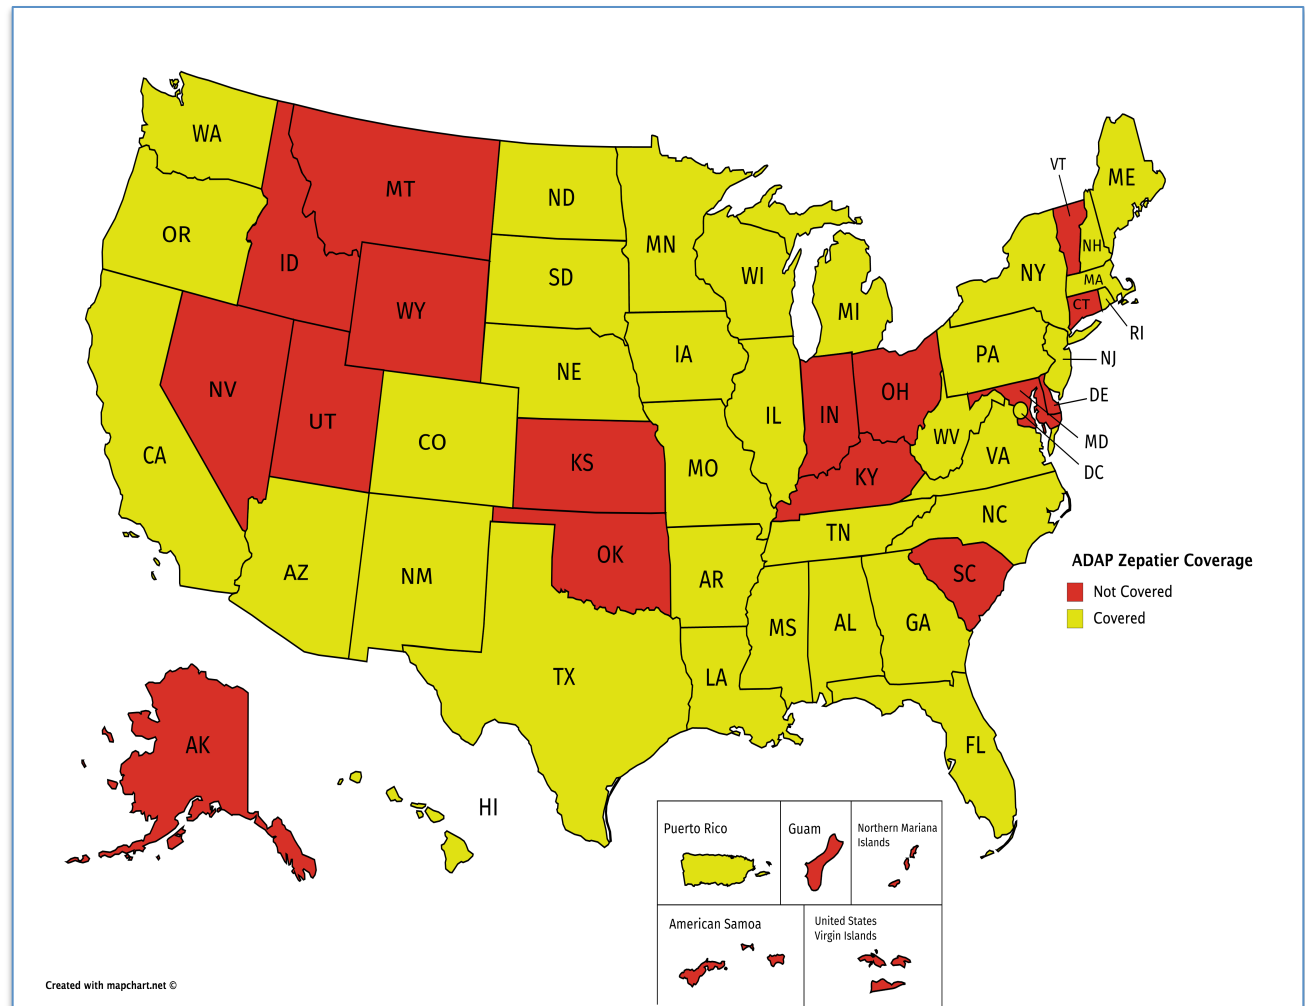 WA
MT
ND
MN
VT
ME
OR
ID
SD
WI
NY
NH
MA
WY
MI
CT
RI
NE
IA
PA
NJ
NV
UT
CO
IL
IN
OH
DE
CA
KS
MO
WV
VA
MD
KY
DC
AZ
NM
OK
AR
TN
NC
SC
ADAP Zepatier Coverage
Not Covered
Covered
MS
AL
GA
TX
LA
FL
AK
HI
Puerto Rico
Guam
Northern Mariana
Islands
American Samoa
United States
Virgin Islands
Created with mapchart.net ©